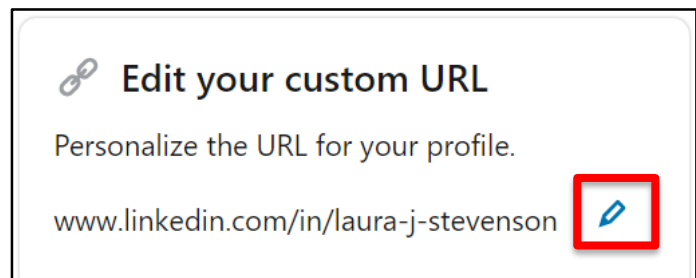 Edit your custom URL
Personalize the URL for your profile.
www.linkedin.com/in/laura-j-stevenson